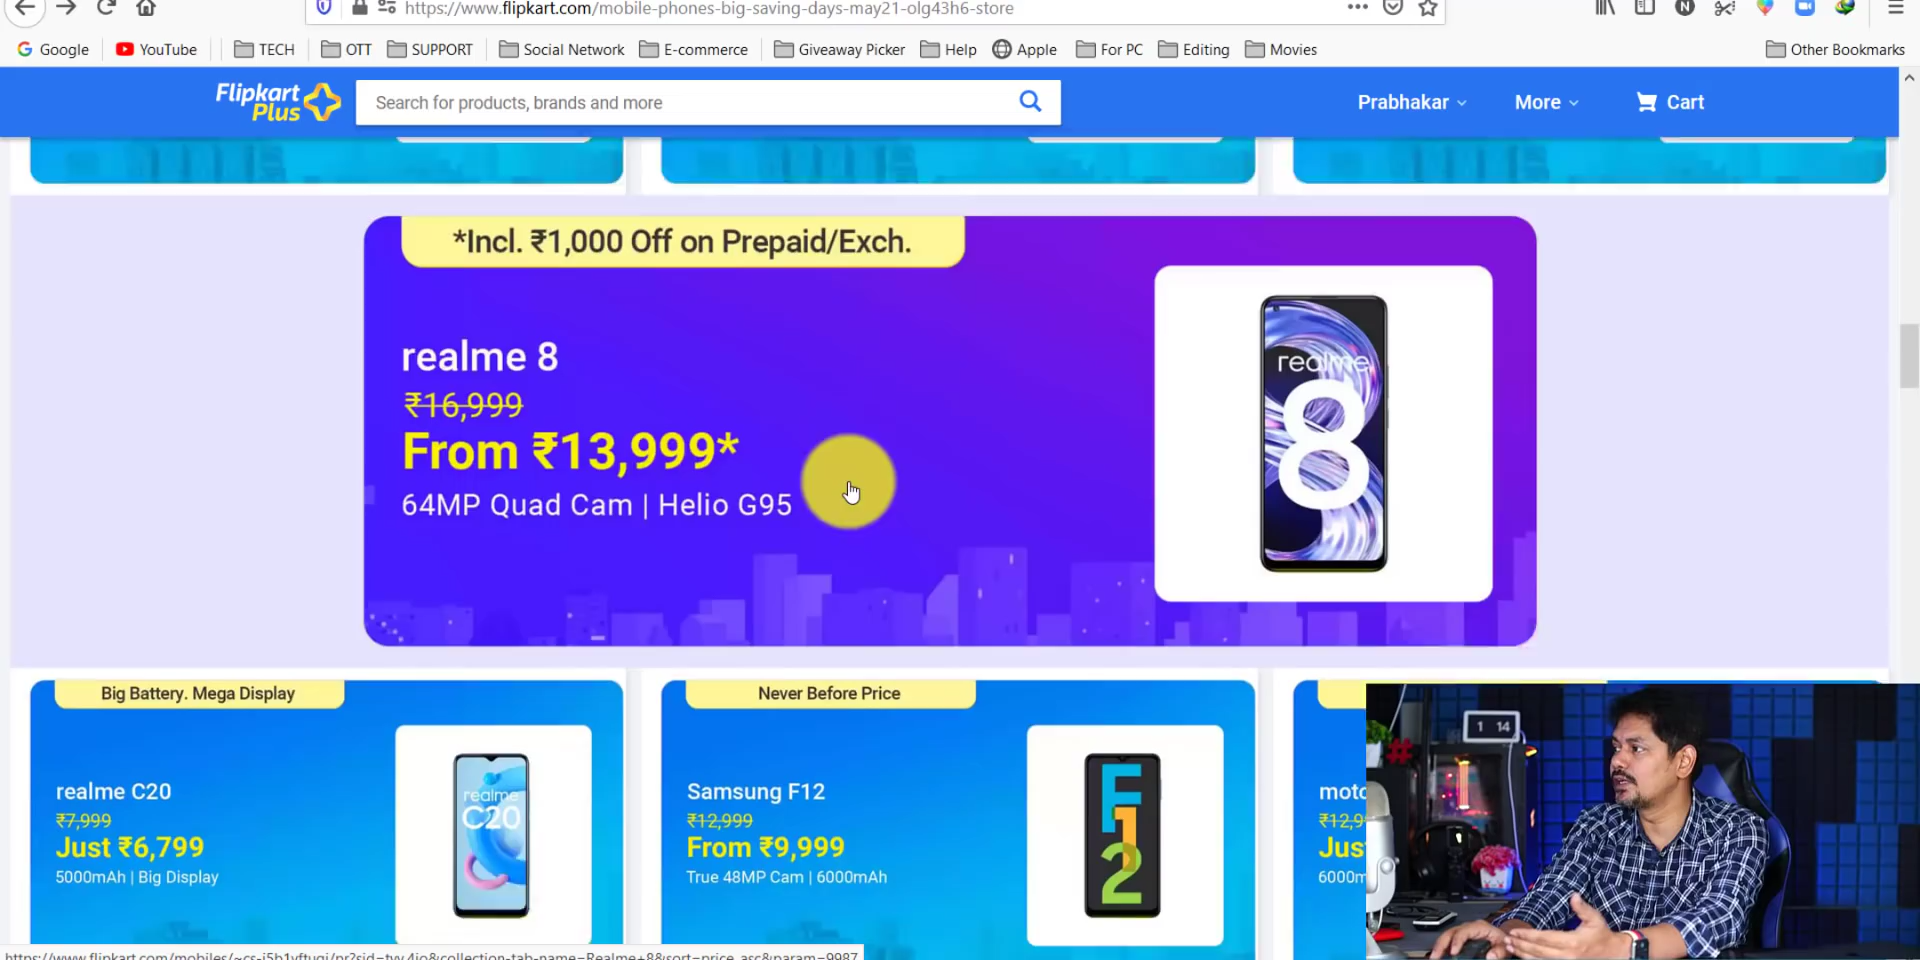 https://www.flipkart.com/mobile-phones-big-saving-days-may21-olg43h6-store
Google YouTube TECH OTT SUPPORT Social Network E-commerce Giveaway Picker Help Apple For PC Editing Movies Other Bookmarks
Flipkart
Plus
Search for products, brands and more
Prabhakar More Cart
*Incl. ₹1,000 Off on Prepaid/Exch.
realme 8
₹16,999
From ₹13,999*
64MP Quad Cam | Helio G95
realme
8
Big Battery. Mega Display
realme C20
₹7,999
Just ₹6,799
5000mAh | Big Display
realme
C20
Never Before Price
Samsung F12
₹12,999
From ₹9,999
True 48MP Cam | 6000mAh
F
12
moto
₹12,9
Jus
6000m
1 14
#